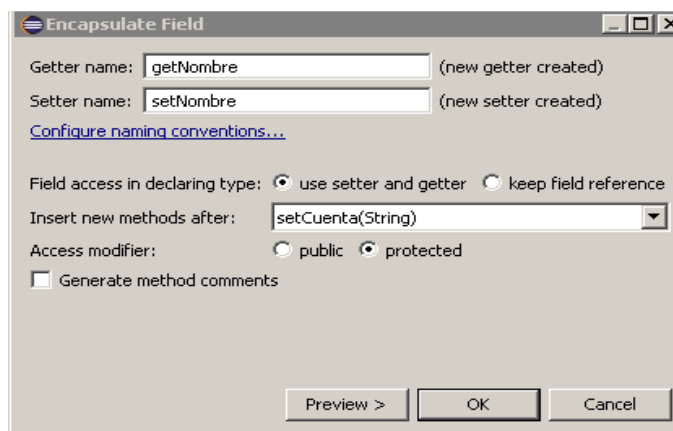 Encapsulate Field
Getter name: getNombre (new getter created)
Setter name: setNombre (new setter created)
Configure naming conventions...
Field access in declaring type: use setter and getter keep field reference
Insert new methods after: setCuenta(String)
Access modifier: public protected
Generate method comments
Preview > OK Cancel